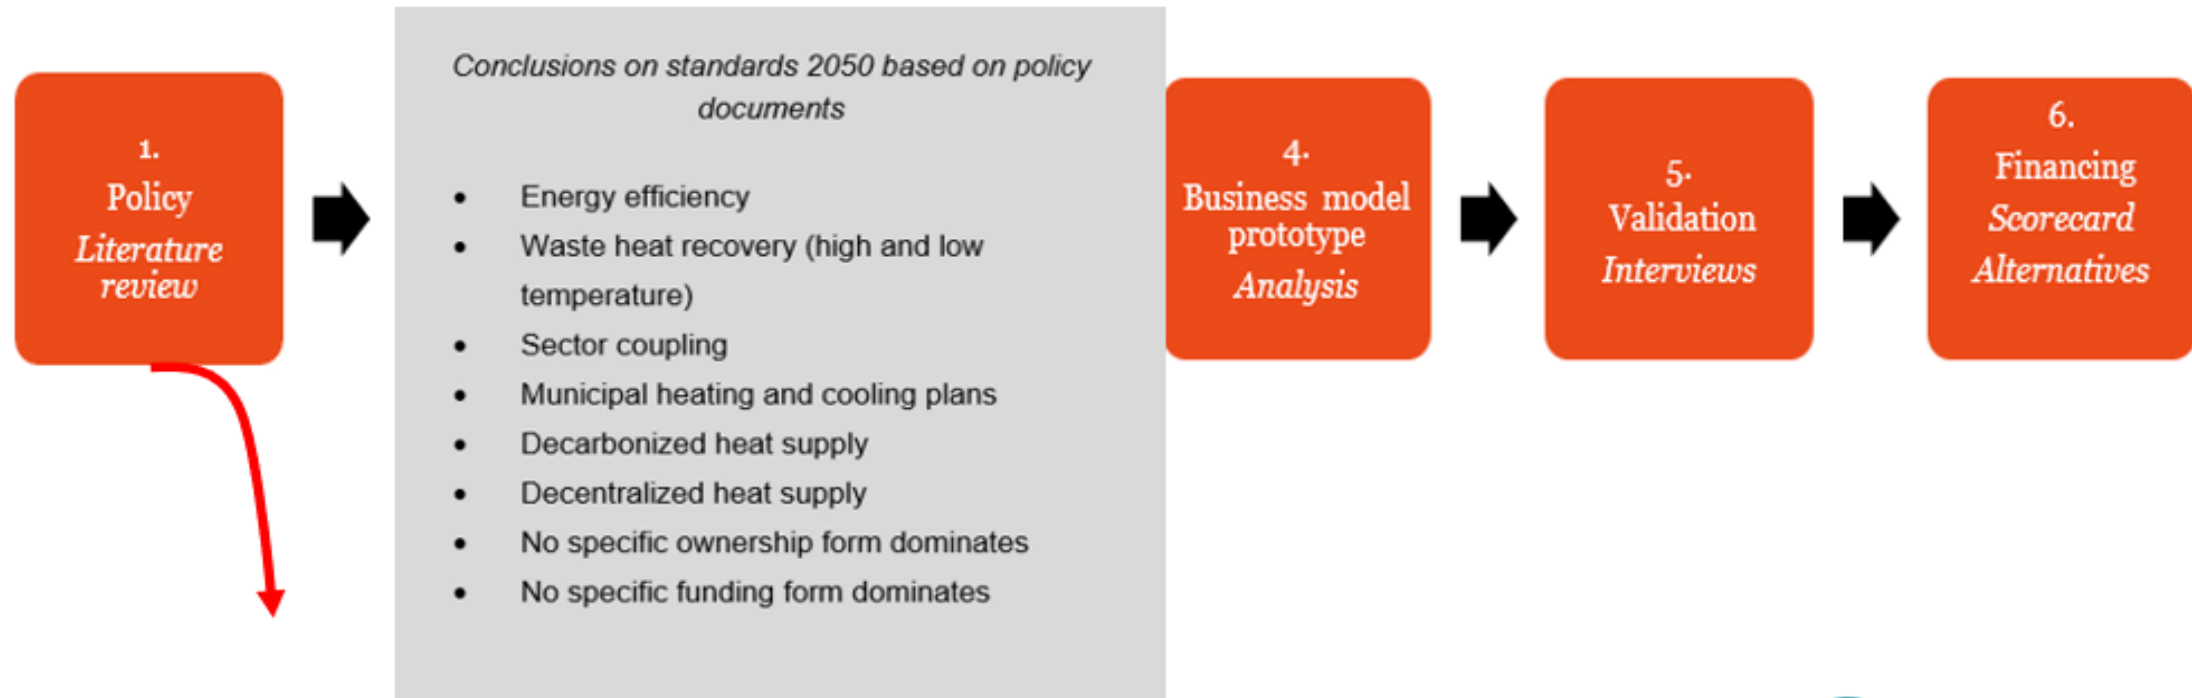 1.
Policy
Literature
review
Conclusions on standards 2050 based on policy
documents
• Energy efficiency
• Waste heat recovery (high and low
temperature)
• Sector coupling
• Municipal heating and cooling plans
• Decarbonized heat supply
• Decentralized heat supply
• No specific ownership form dominates
• No specific funding form dominates
4.
Business model
prototype
Analysis
5.
Validation
Interviews
6.
Financing
Scorecard
Alternatives